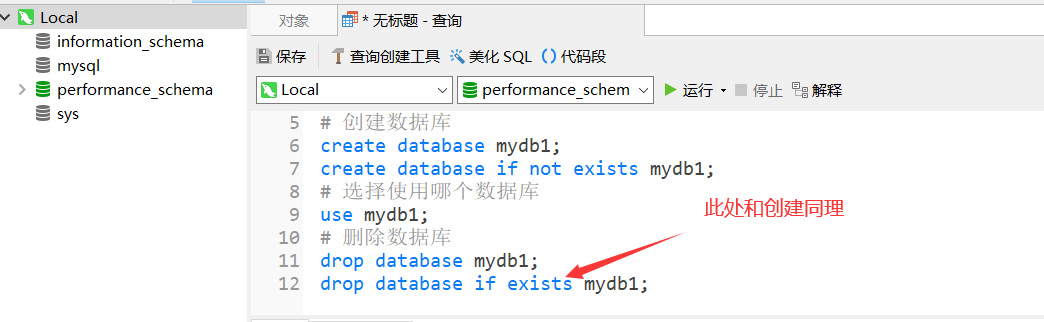 Local
information_schema
mysql
performance_schema
sys
对象
* 无标题 - 查询
保存 查询创建工具 美化 SQL 代码段
Local performance_schem 运行 停止 解释
5 # 创建数据库
6 create database mydb1;
7 create database if not exists mydb1;
8 # 选择使用哪个数据库
9 use mydb1;
10 # 删除数据库
11 drop database mydb1;
12 drop database if exists mydb1;
此处和创建同理